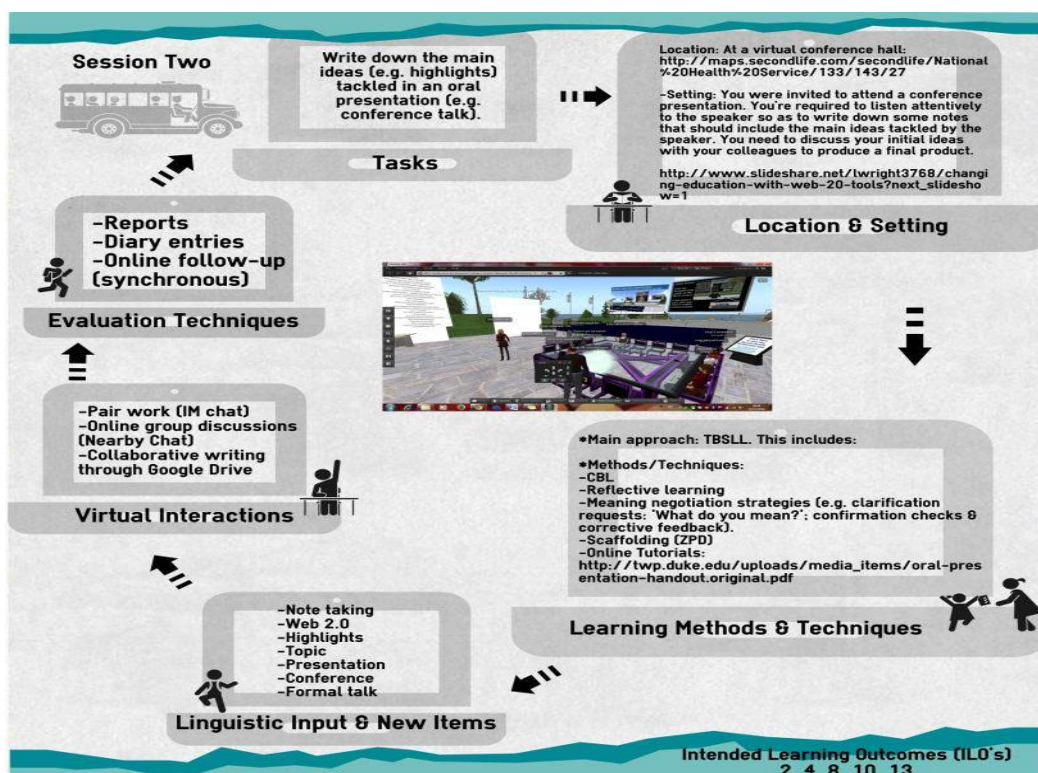 Session Two
Write down the main
ideas (e.g. highlights)
tackled in an oral
presentation (e.g.
conference talk).
Tasks
Location: At a virtual conference hall:
http://maps.secondlife.com/secondlife/National
%20Health%20Service/133/143/27
-Setting: You were invited to attend a conference
presentation. You're required to listen attentively
to the speaker so as to write down some notes
that should include the main ideas tackled by the
speaker. You need to discuss your initial ideas
with your colleagues to produce a final product.
http://www.slideshare.net/lwright3768/changi
ng-education-with-web-20-tools?next_slidesho
w=1
Location & Setting
*Main approach: TBSLL. This includes:
*Methods/Techniques:
-CBL
-Reflective learning
-Meaning negotiation strategies (e.g. clarification
requests: 'What do you mean?'; confirmation checks &
corrective feedback).
-Scaffolding (ZPD)
-Online Tutorials:
http://twp.duke.edu/uploads/media_items/oral-pres
entation-handout.original.pdf
Learning Methods & Techniques
-Note taking
-Web 2.0
-Highlights
-Topic
-Presentation
-Conference
-Formal talk
Linguistic Input & New Items
-Pair work (IM chat)
-Online group discussions
(Nearby Chat)
-Collaborative writing
through Google Drive
Virtual Interactions
-Reports
-Diary entries
-Online follow-up
(synchronous)
Evaluation Techniques
Intended Learning Outcomes (ILO's)
2, 4, 8, 10, 13